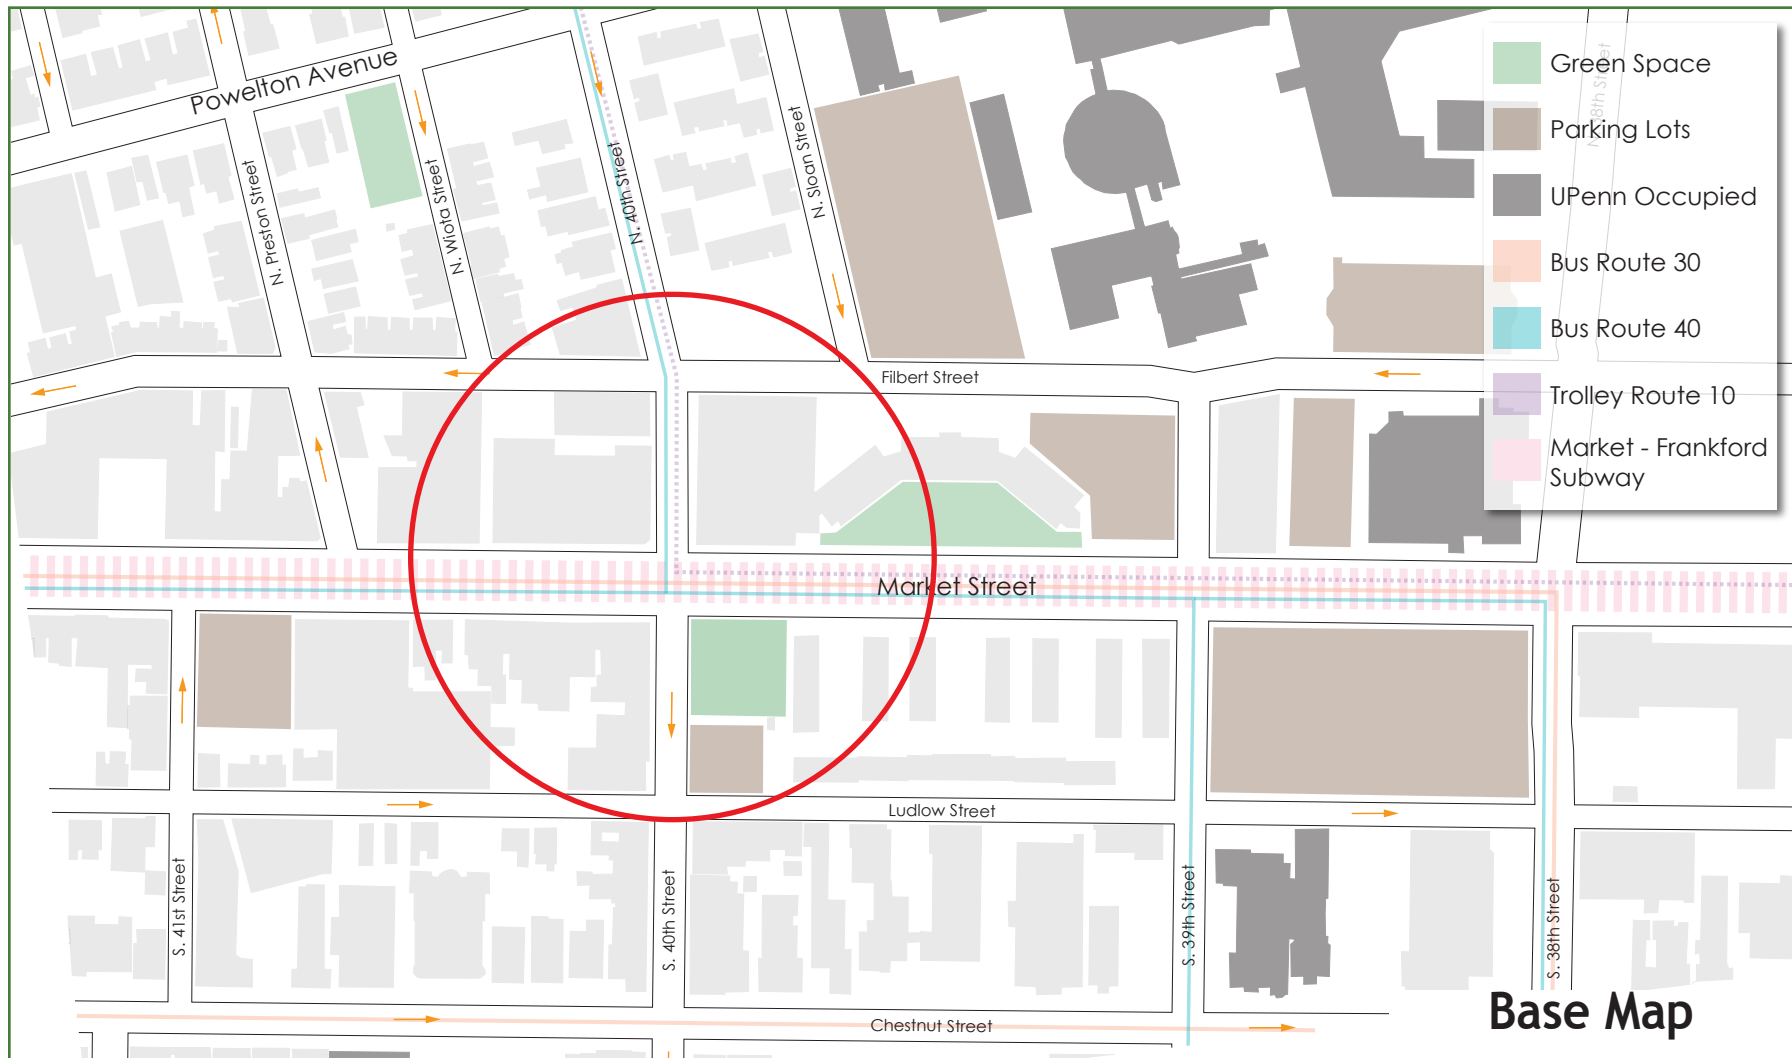 Powelton Avenue
N. Preston Street
N. Wiota Street
N. 40th Street
N. Sloan Street
N. 38th Street
Green Space
Parking Lots
UPenn Occupied
Bus Route 30
Bus Route 40
Trolley Route 10
Market - Frankford
Subway
Filbert Street
Market Street
Ludlow Street
S. 41st Street
S. 40th Street
S. 39th Street
S. 38th Street
Chestnut Street
Base Map